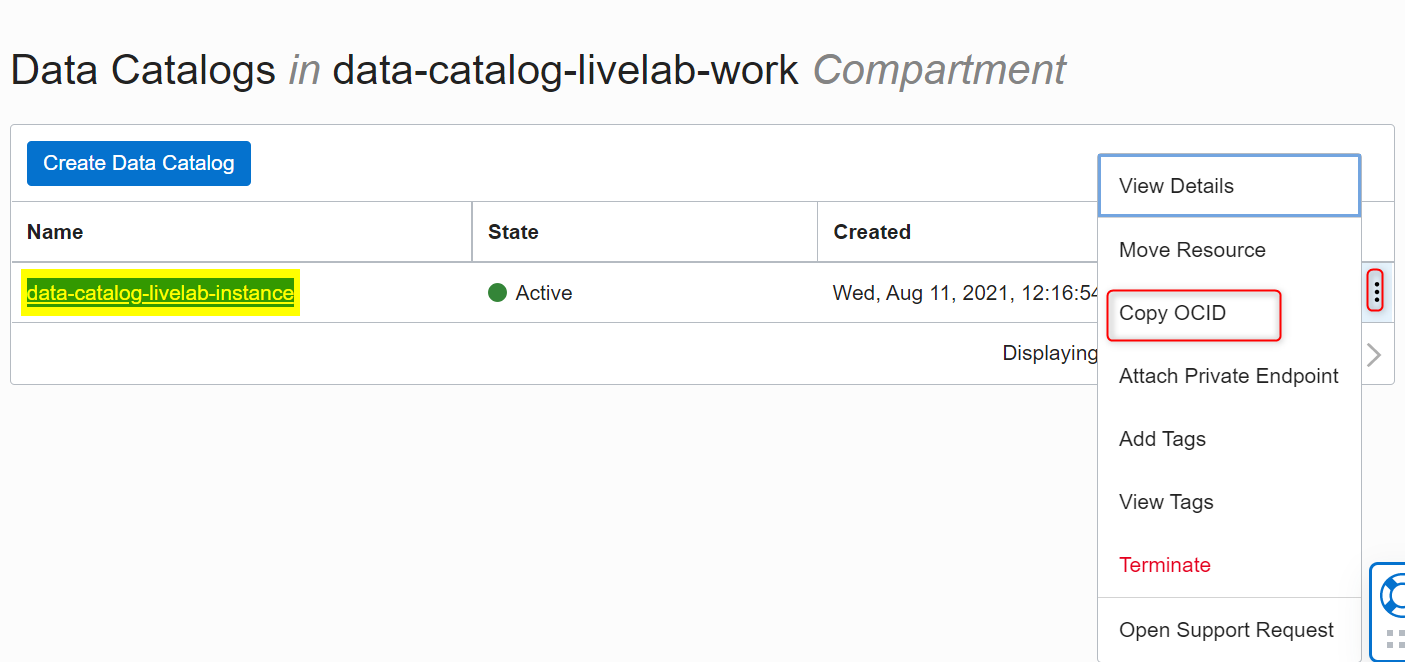 Data Catalogs in data-catalog-livelab-work Compartment
Create Data Catalog
Name State Created
data-catalog-livelab-instance Active Wed, Aug 11, 2021, 12:16:54
Displaying
View Details
Move Resource
Copy OCID
Attach Private Endpoint
Add Tags
View Tags
Terminate
Open Support Request